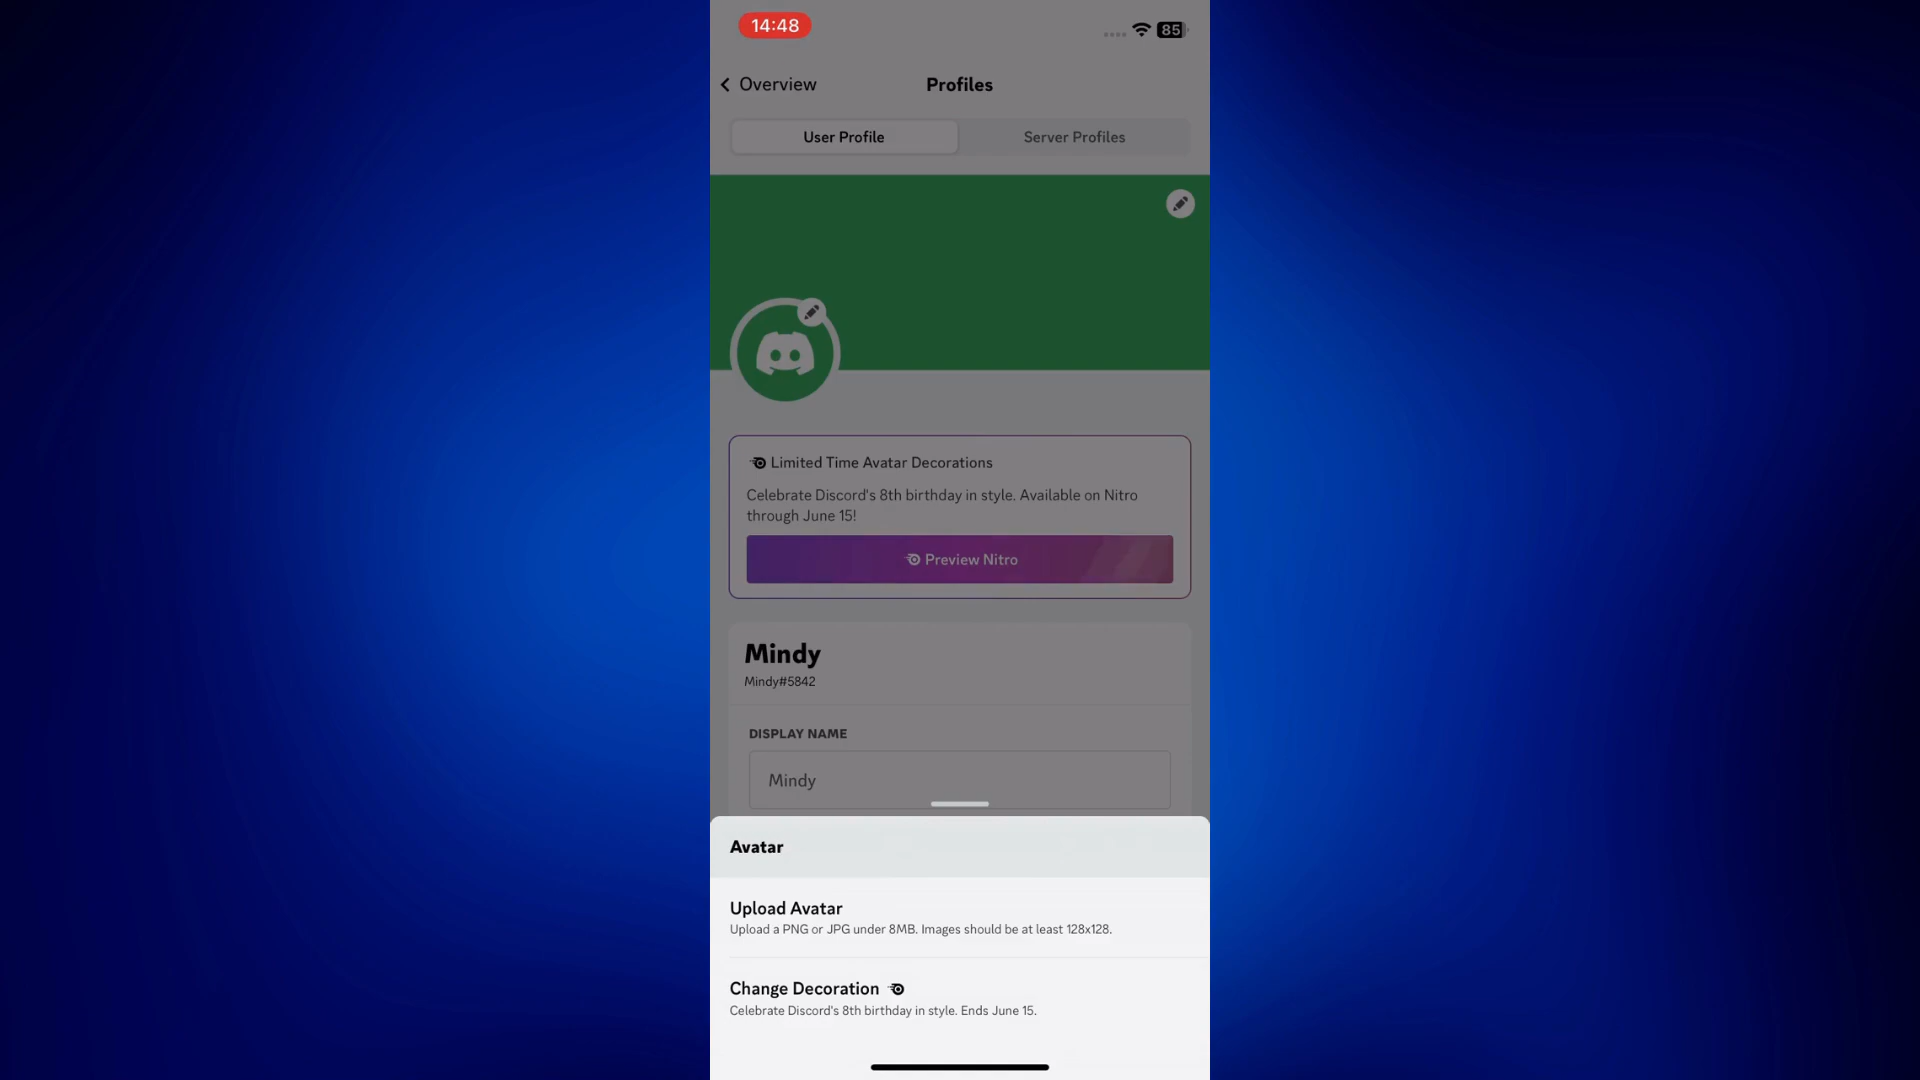 14:48
85
Overview
Profiles
User Profile
Server Profiles
Limited Time Avatar Decorations
Celebrate Discord's 8th birthday in style. Available on Nitro
through June 15!
Preview Nitro
Mindy
Mindy#5842
DISPLAY NAME
Mindy
Avatar
Upload Avatar
Upload a PNG or JPG under 8MB. Images should be at least 128x128.
Change Decoration
Celebrate Discord's 8th birthday in style. Ends June 15.